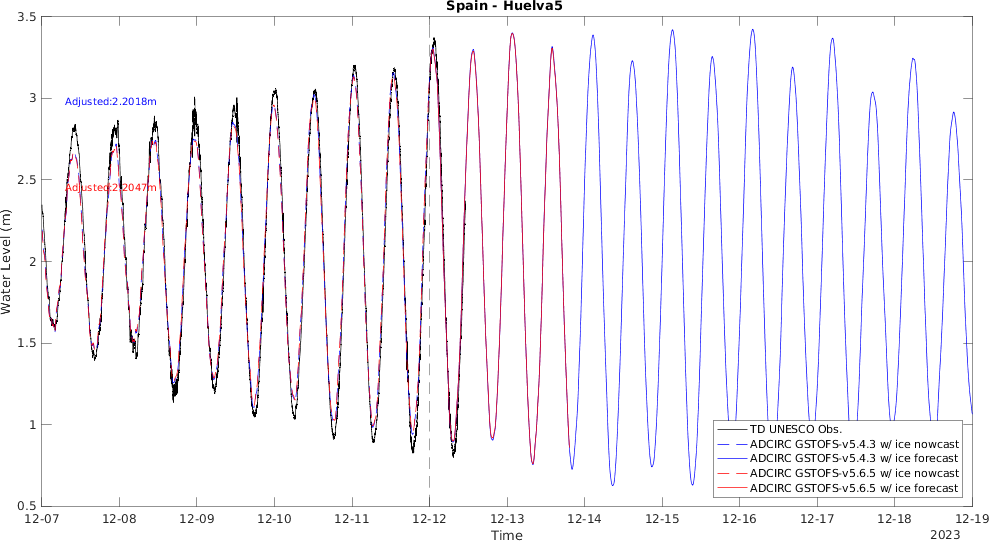 Spain - Huelva5
3.5
3
2.5
2
1.5
1
0.5
Water Level (m)
Adjusted:2.2018m
Adjusted:2.2047m
TD UNESCO Obs.
ADCIRC GSTOFS-v5.4.3 w/ ice nowcast
ADCIRC GSTOFS-v5.4.3 w/ ice forecast
ADCIRC GSTOFS-v5.6.5 w/ ice nowcast
ADCIRC GSTOFS-v5.6.5 w/ ice forecast
12-07 12-08 12-09 12-10 12-11 12-12 12-13 12-14 12-15 12-16 12-17 12-18 12-19
Time
2023